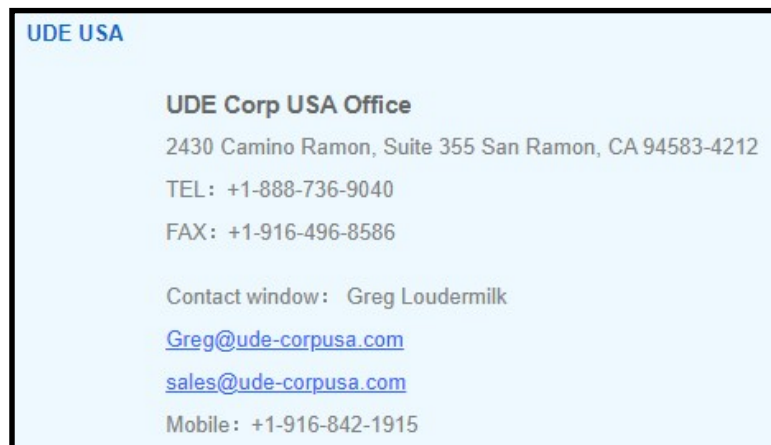 UDE USA
UDE Corp USA Office
2430 Camino Ramon, Suite 355 San Ramon, CA 94583-4212
TEL：+1-888-736-9040
FAX：+1-916-496-8586
Contact window： Greg Loudermilk
Greg@ude-corpusa.com
sales@ude-corpusa.com
Mobile：+1-916-842-1915